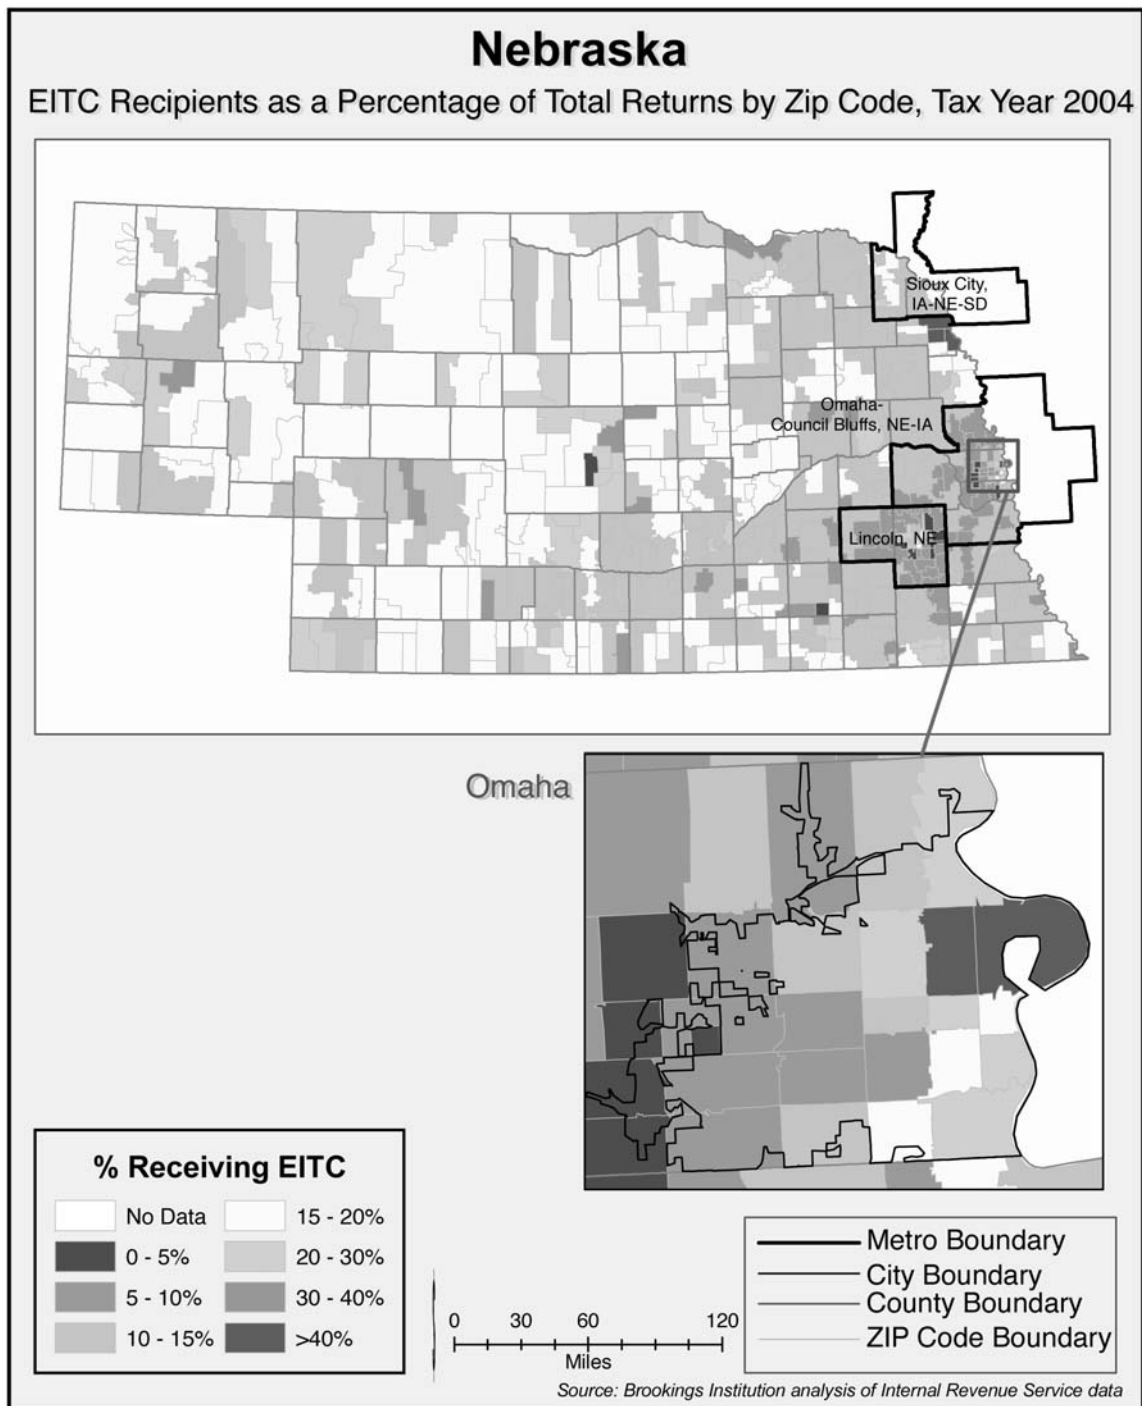 Nebraska
EITC Recipients as a Percentage of Total Returns by Zip Code, Tax Year 2004
Sioux City,
IA-NE-SD
Omaha-
Council Bluffs, NE-IA
Lincoln, NE
Omaha
% Receiving EITC
No Data
15 - 20%
0 - 5%
20 - 30%
5 - 10%
30 - 40%
10 - 15%
>40%
0 30 60 120
Miles
Metro Boundary
City Boundary
County Boundary
ZIP Code Boundary
Source: Brookings Institution analysis of Internal Revenue Service data